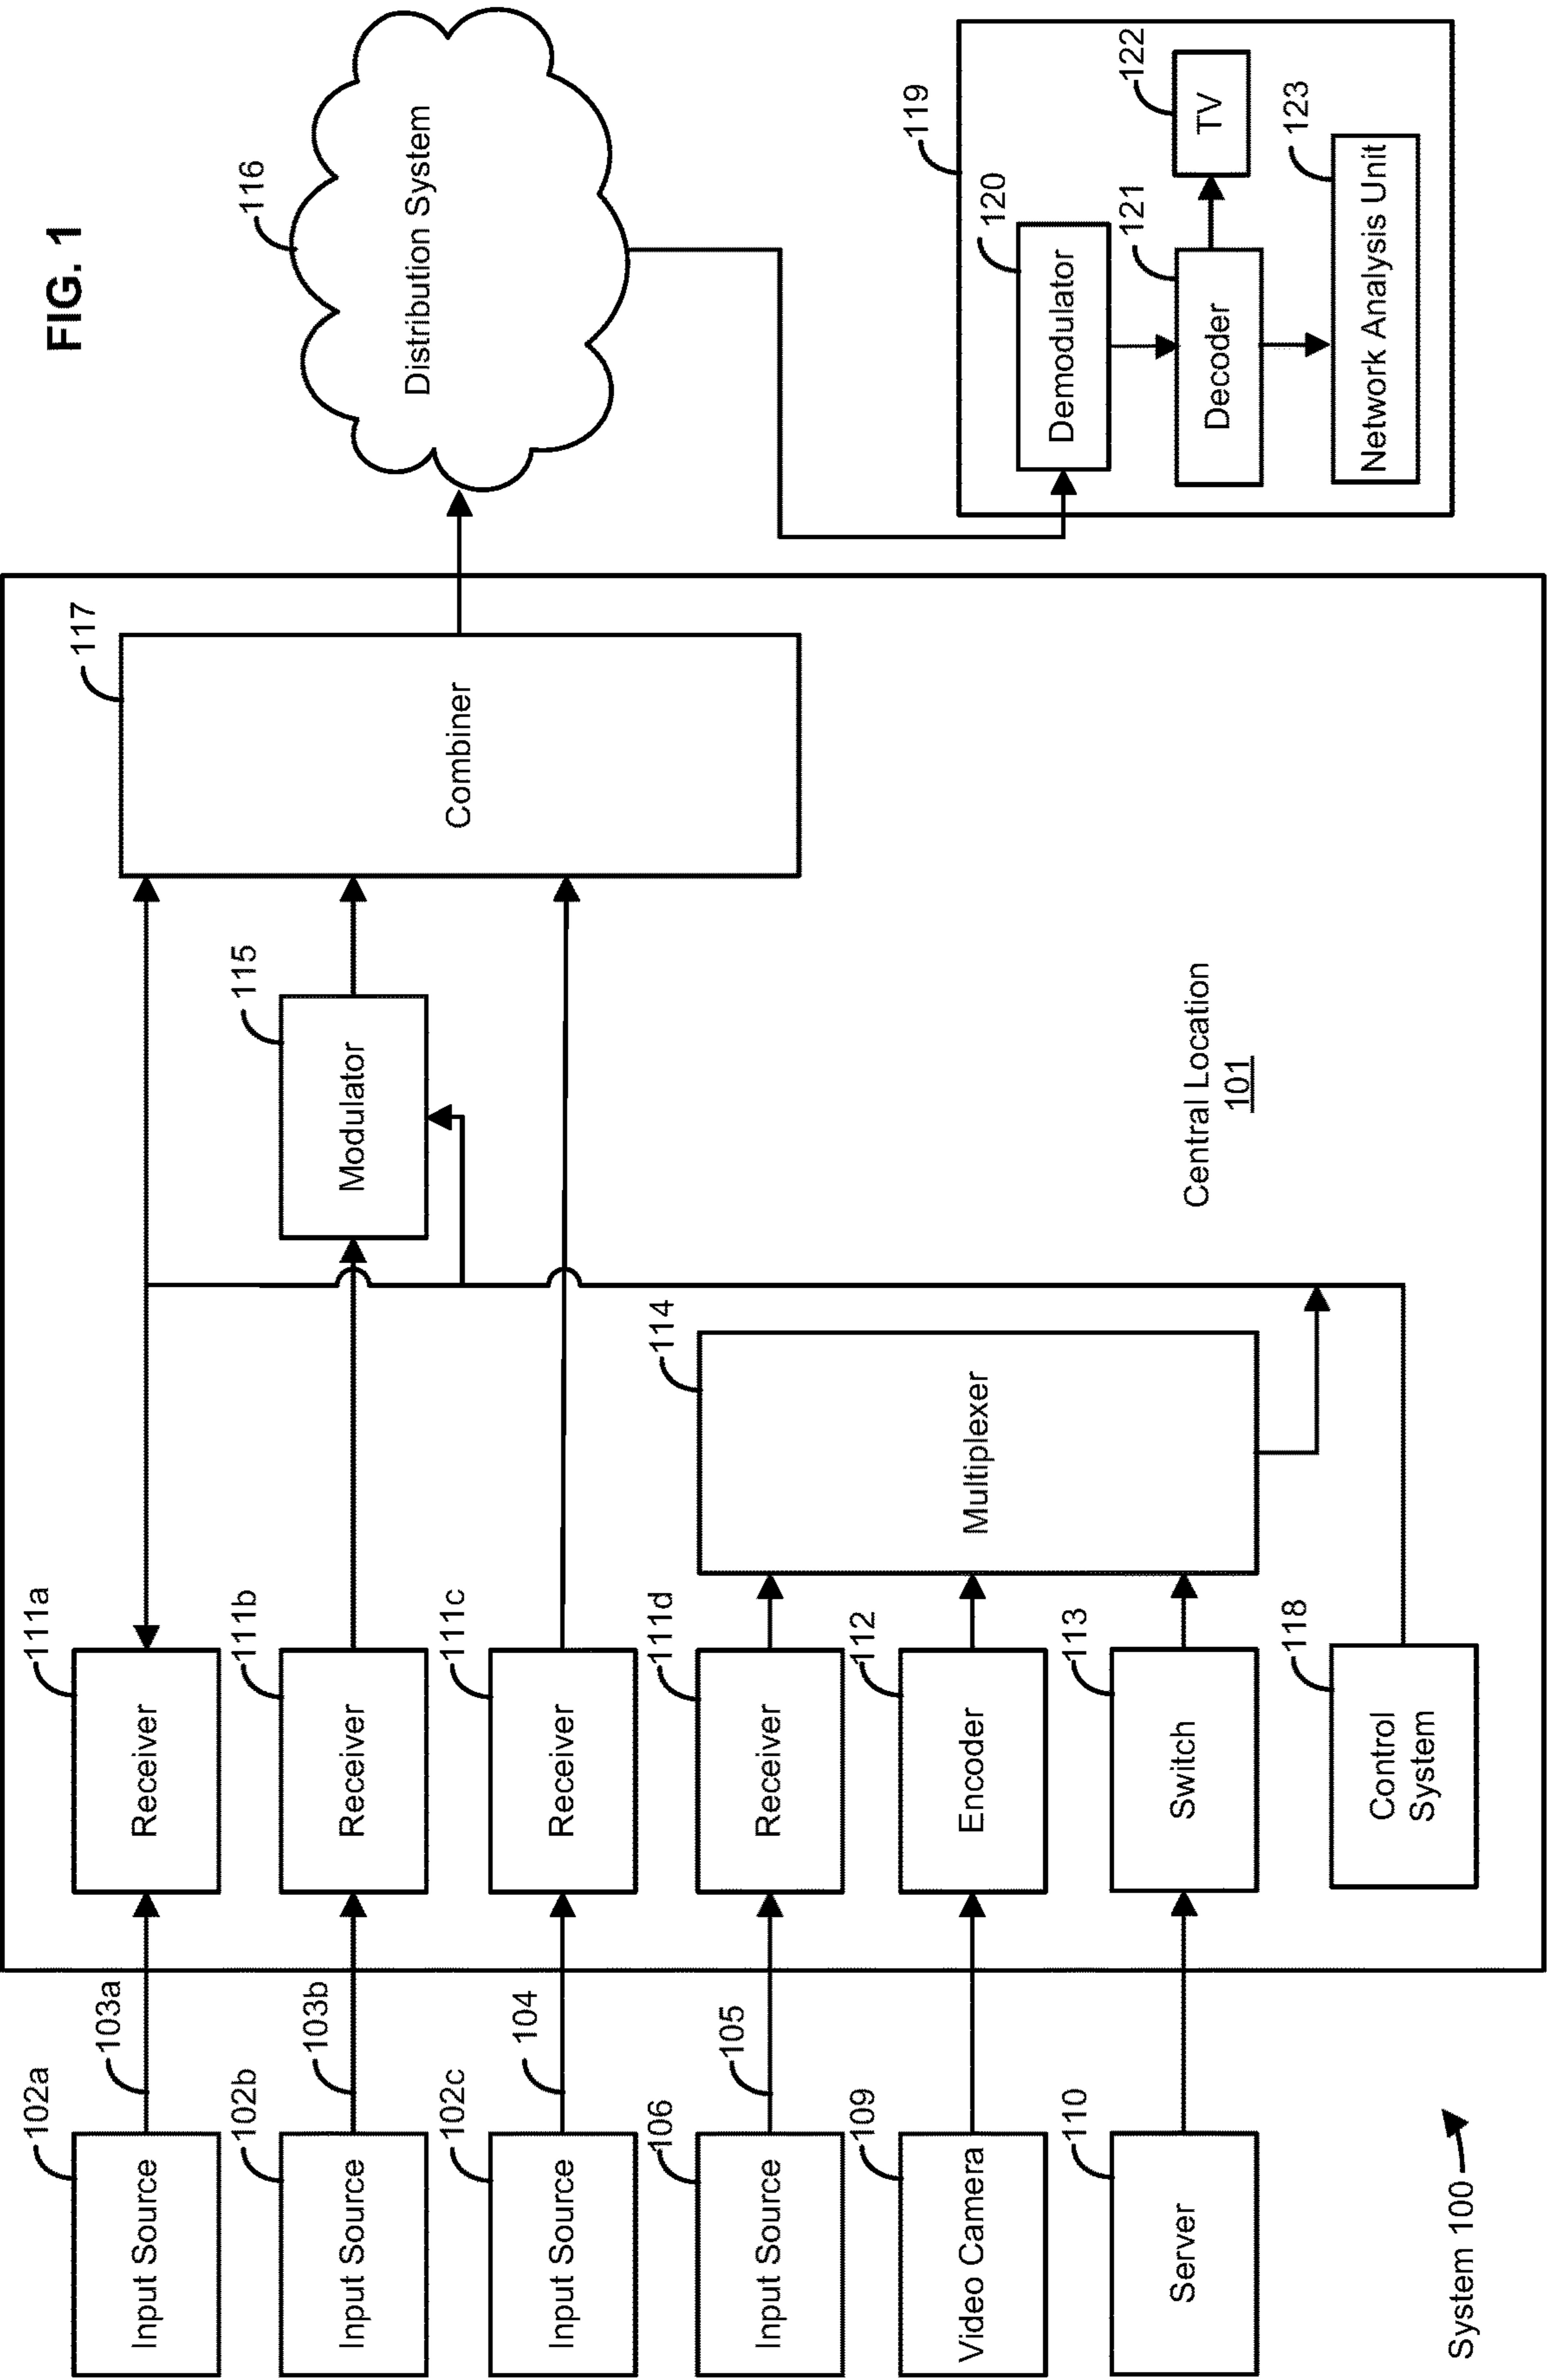 FIG. 1
102a
Input Source
103a
111a
Receiver
102b
Input Source
103b
111b
Receiver
115
Modulator
102c
Input Source
104
111c
Receiver
117
Combiner
116
Distribution System
106
Input Source
105
111d
Receiver
109
Video Camera
112
Encoder
110
Server
113
Switch
114
Multiplexer
118
Control
System
Central Location
101
119
120
Demodulator
121
Decoder
122
TV
123
Network Analysis Unit
System 100